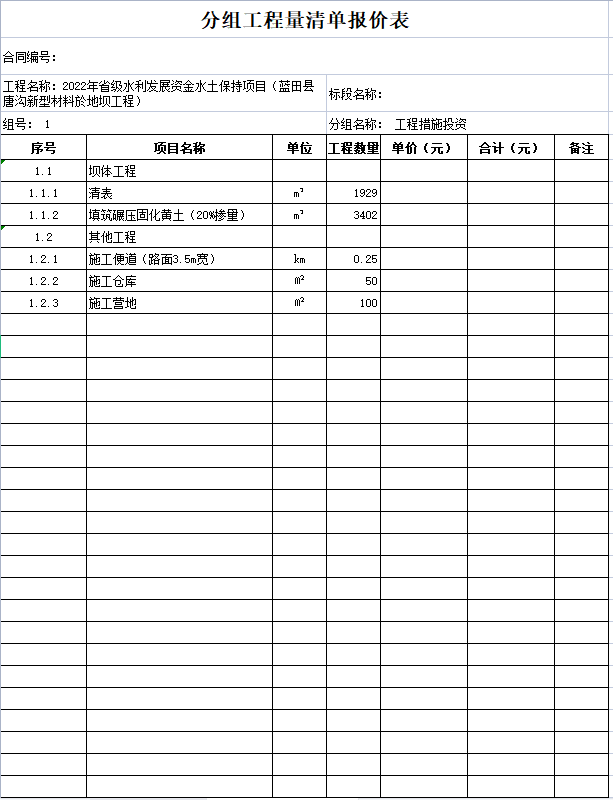 分组工程量清单报价表
合同编号：
工程名称：2022年省级水利发展资金水土保持项目（蓝田县
唐沟新型材料於地坝工程）
标段名称：
组号： 1
分组名称： 工程措施投资
序号 项目名称 单位 工程数量 单价（元） 合计（元） 备注
1.1 坝体工程
1.1.1 清表 m³ 1929
1.1.2 填筑碾压固化黄土（20%掺量） m³ 3402
1.2 其他工程
1.2.1 施工便道（路面3.5m宽） km 0.25
1.2.2 施工仓库 m² 50
1.2.3 施工营地 m² 100